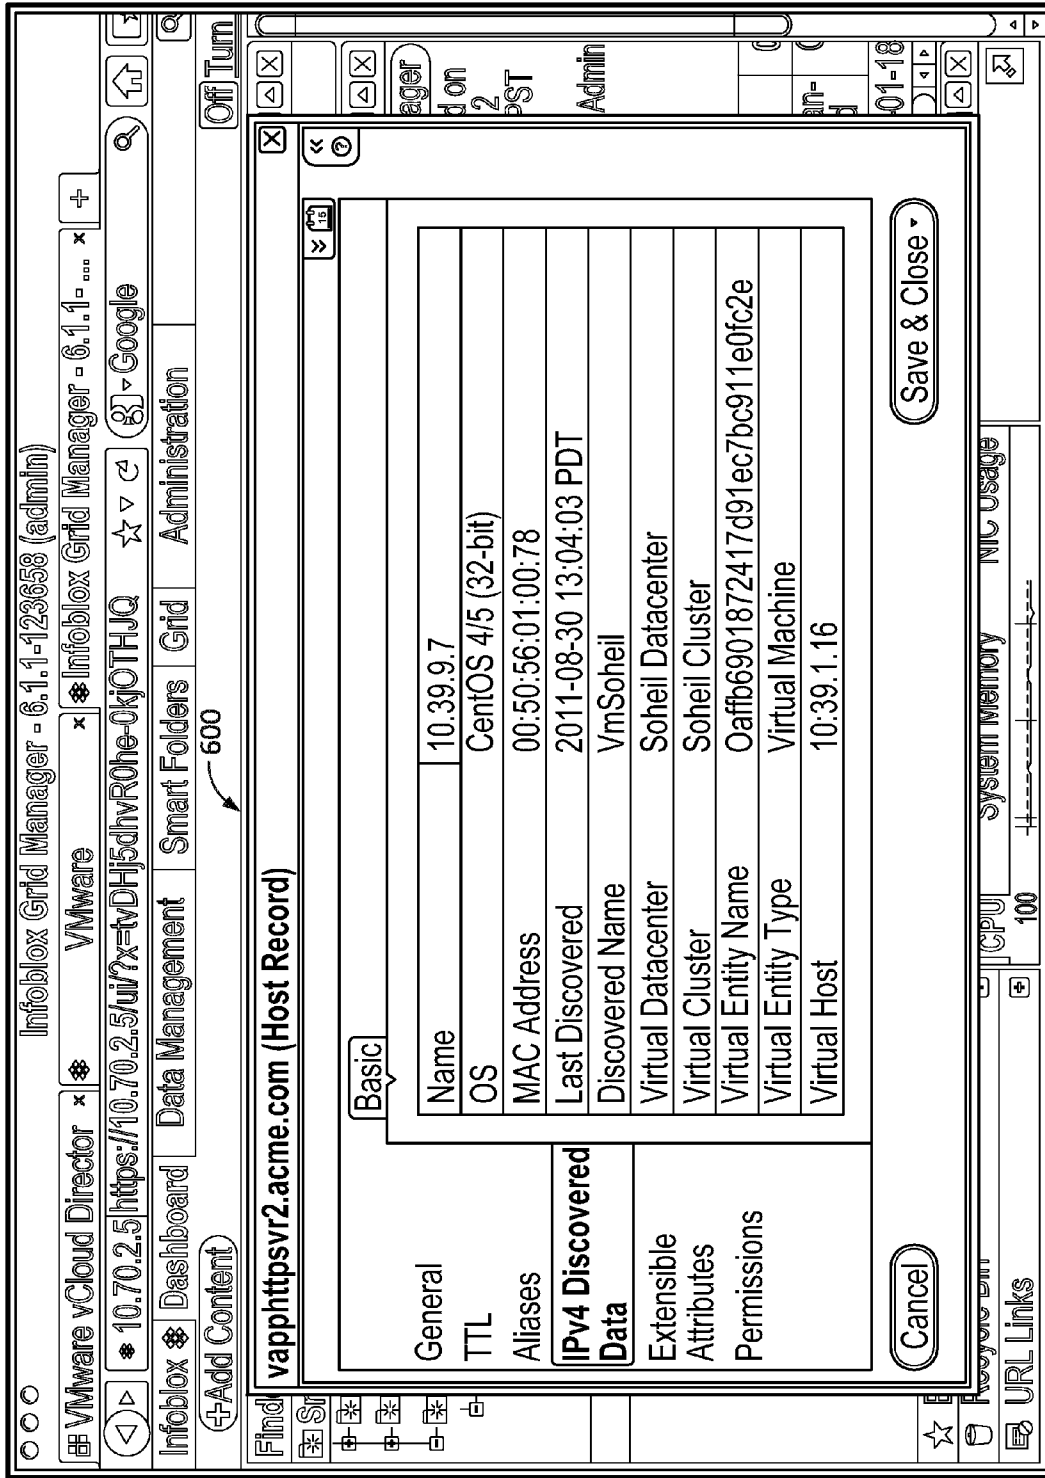 Infoblox Grid Manager - 6.1.1-123658 (admin)
VMware vCloud Director x
VMware x
Infoblox Grid Manager - 6.1.1- ... x +
10.70.2.5 https://10.70.2.5/ui/?x=tvDHj5dhvR0he-0kjOTHJQ
Google
Infoblox Dashboard Data Management Smart Folders Grid Administration
+Add Content
600
Off Turn
vapphttpsvr2.acme.com (Host Record)
X
?
15
General
TTL
Aliases
IPv4 Discovered
Data
Extensible
Attributes
Permissions
Basic
Name 10.39.9.7
OS CentOS 4/5 (32-bit)
MAC Address 00:50:56:01:00:78
Last Discovered 2011-08-30 13:04:03 PDT
Discovered Name VmSoheil
Virtual Datacenter Soheil Datacenter
Virtual Cluster Soheil Cluster
Virtual Entity Name Oaffb69018724​17d91ec7bc911e0fc2e
Virtual Entity Type Virtual Machine
Virtual Host 10:39.1.16
Cancel
Save & Close
Admin
01-18
System Memory
NIC Usage
CPU
100
URL Links